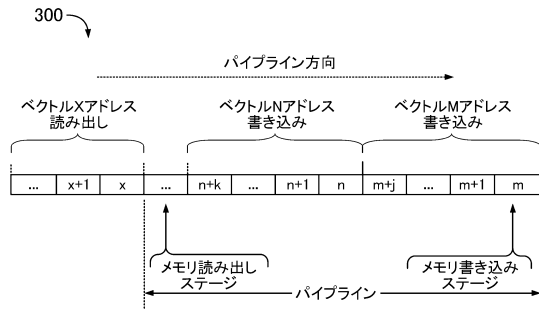 300
パイプライン方向
ベクトルXアドレス
読み出し
ベクトルNアドレス
書き込み
ベクトルMアドレス
書き込み
... x+1 x ... n+k ... n+1 n m+j ... m+1 m
メモリ読み出し
ステージ
メモリ書き込み
ステージ
パイプライン